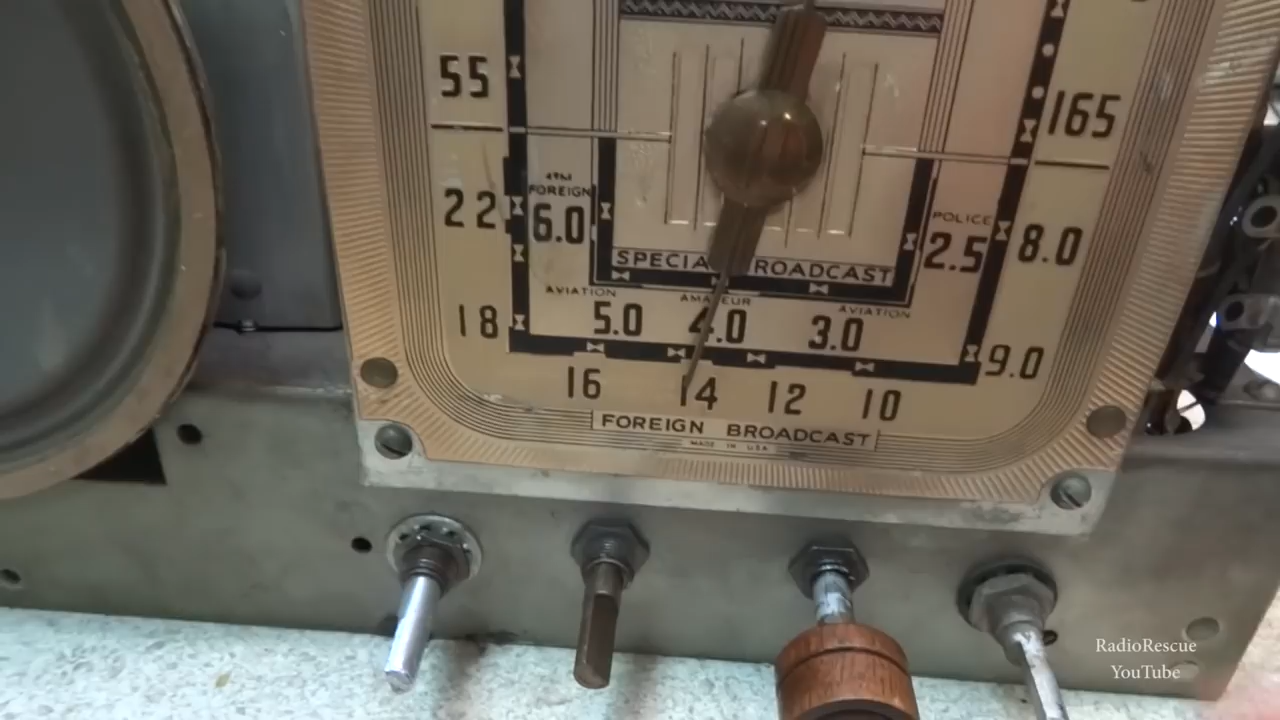 55
165
49M
FOREIGN
22
6.0
POLICE
2.5
8.0
SPECIAL BROADCAST
AVIATION
AMATEUR
AVIATION
18
5.0
4.0
3.0
9.0
16
14
12
10
FOREIGN BROADCAST
MADE IN USA
RadioRescue
YouTube